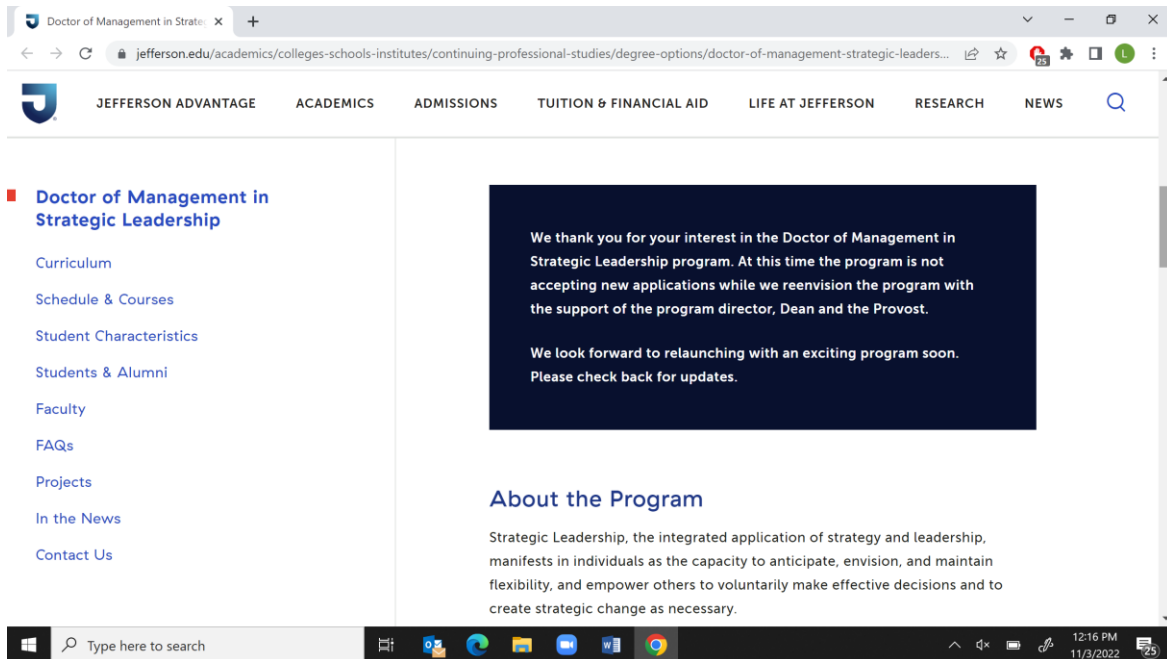 Doctor of Management in Strate
jefferson.edu/academics/colleges-schools-institutes/continuing-professional-studies/degree-options/doctor-of-management-strategic-leaders...
25
L
JEFFERSON ADVANTAGE ACADEMICS ADMISSIONS TUITION & FINANCIAL AID LIFE AT JEFFERSON RESEARCH NEWS
Doctor of Management in
Strategic Leadership
Curriculum
Schedule & Courses
Student Characteristics
Students & Alumni
Faculty
FAQs
Projects
In the News
Contact Us
We thank you for your interest in the Doctor of Management in
Strategic Leadership program. At this time the program is not
accepting new applications while we reenvision the program with
the support of the program director, Dean and the Provost.
We look forward to relaunching with an exciting program soon.
Please check back for updates.
About the Program
Strategic Leadership, the integrated application of strategy and leadership,
manifests in individuals as the capacity to anticipate, envision, and maintain
flexibility, and empower others to voluntarily make effective decisions and to
create strategic change as necessary.
Type here to search
12:16 PM
11/3/2022
25